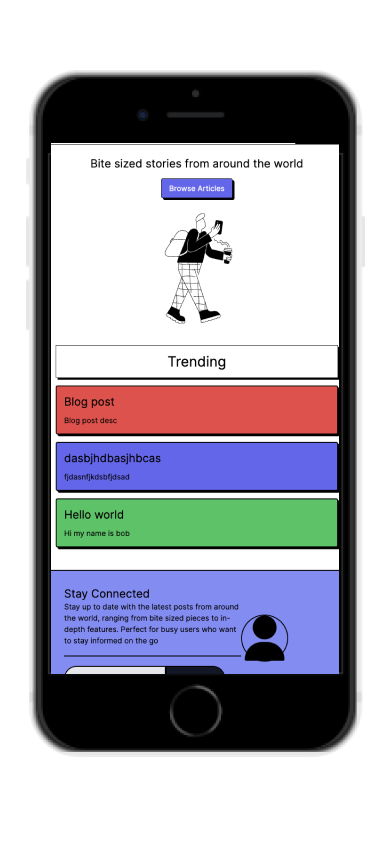 Bite sized stories from around the world
Browse Articles
Trending
Blog post
Blog post desc
dasbjhdbasjhbcas
fjdasnfjkdsbfjdsad
Hello world
Hi my name is bob
Stay Connected
Stay up to date with the latest posts from around
the world, ranging from bite sized pieces to in-
depth features. Perfect for busy users who want
to stay informed on the go